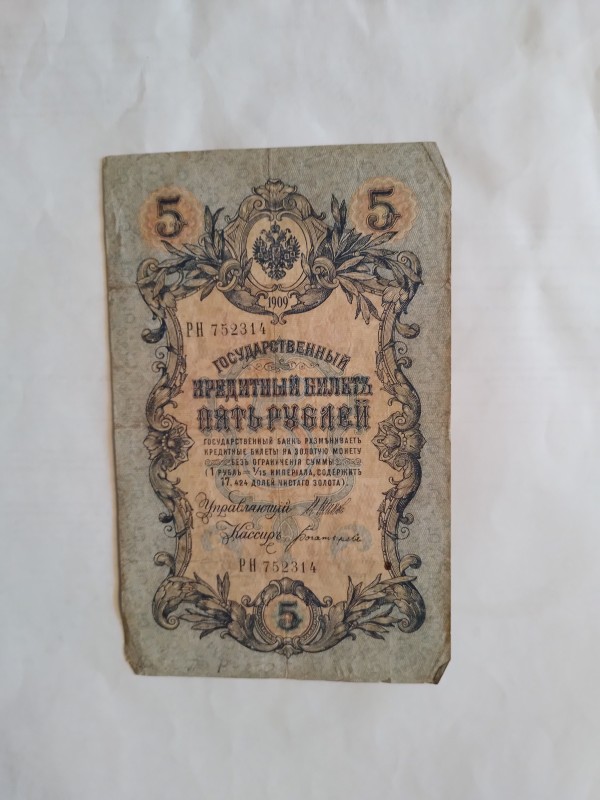 5 5
1909
РН 752314
ГОСУДАРСТВЕННЫЙ
КРЕДИТНЫЙ БИЛЕТЪ
ПЯТЬ РУБЛЕЙ
ГОСУДАРСТВЕННЫЙ БАНКЪ РАЗМѢНИВАЕТЪ
КРЕДИТНЫЕ БИЛЕТЫ НА ЗОЛОТУЮ МОНЕТУ
БЕЗЪ ОГРАНИЧЕНІЯ СУММЫ
(1 РУБЛЬ = 1/15 ИМПЕРІАЛА, СОДЕРЖИТЪ
17,424 ДОЛЕЙ ЧИСТАГО ЗОЛОТА).
Управляющій
Кассиръ
РН 752314
5